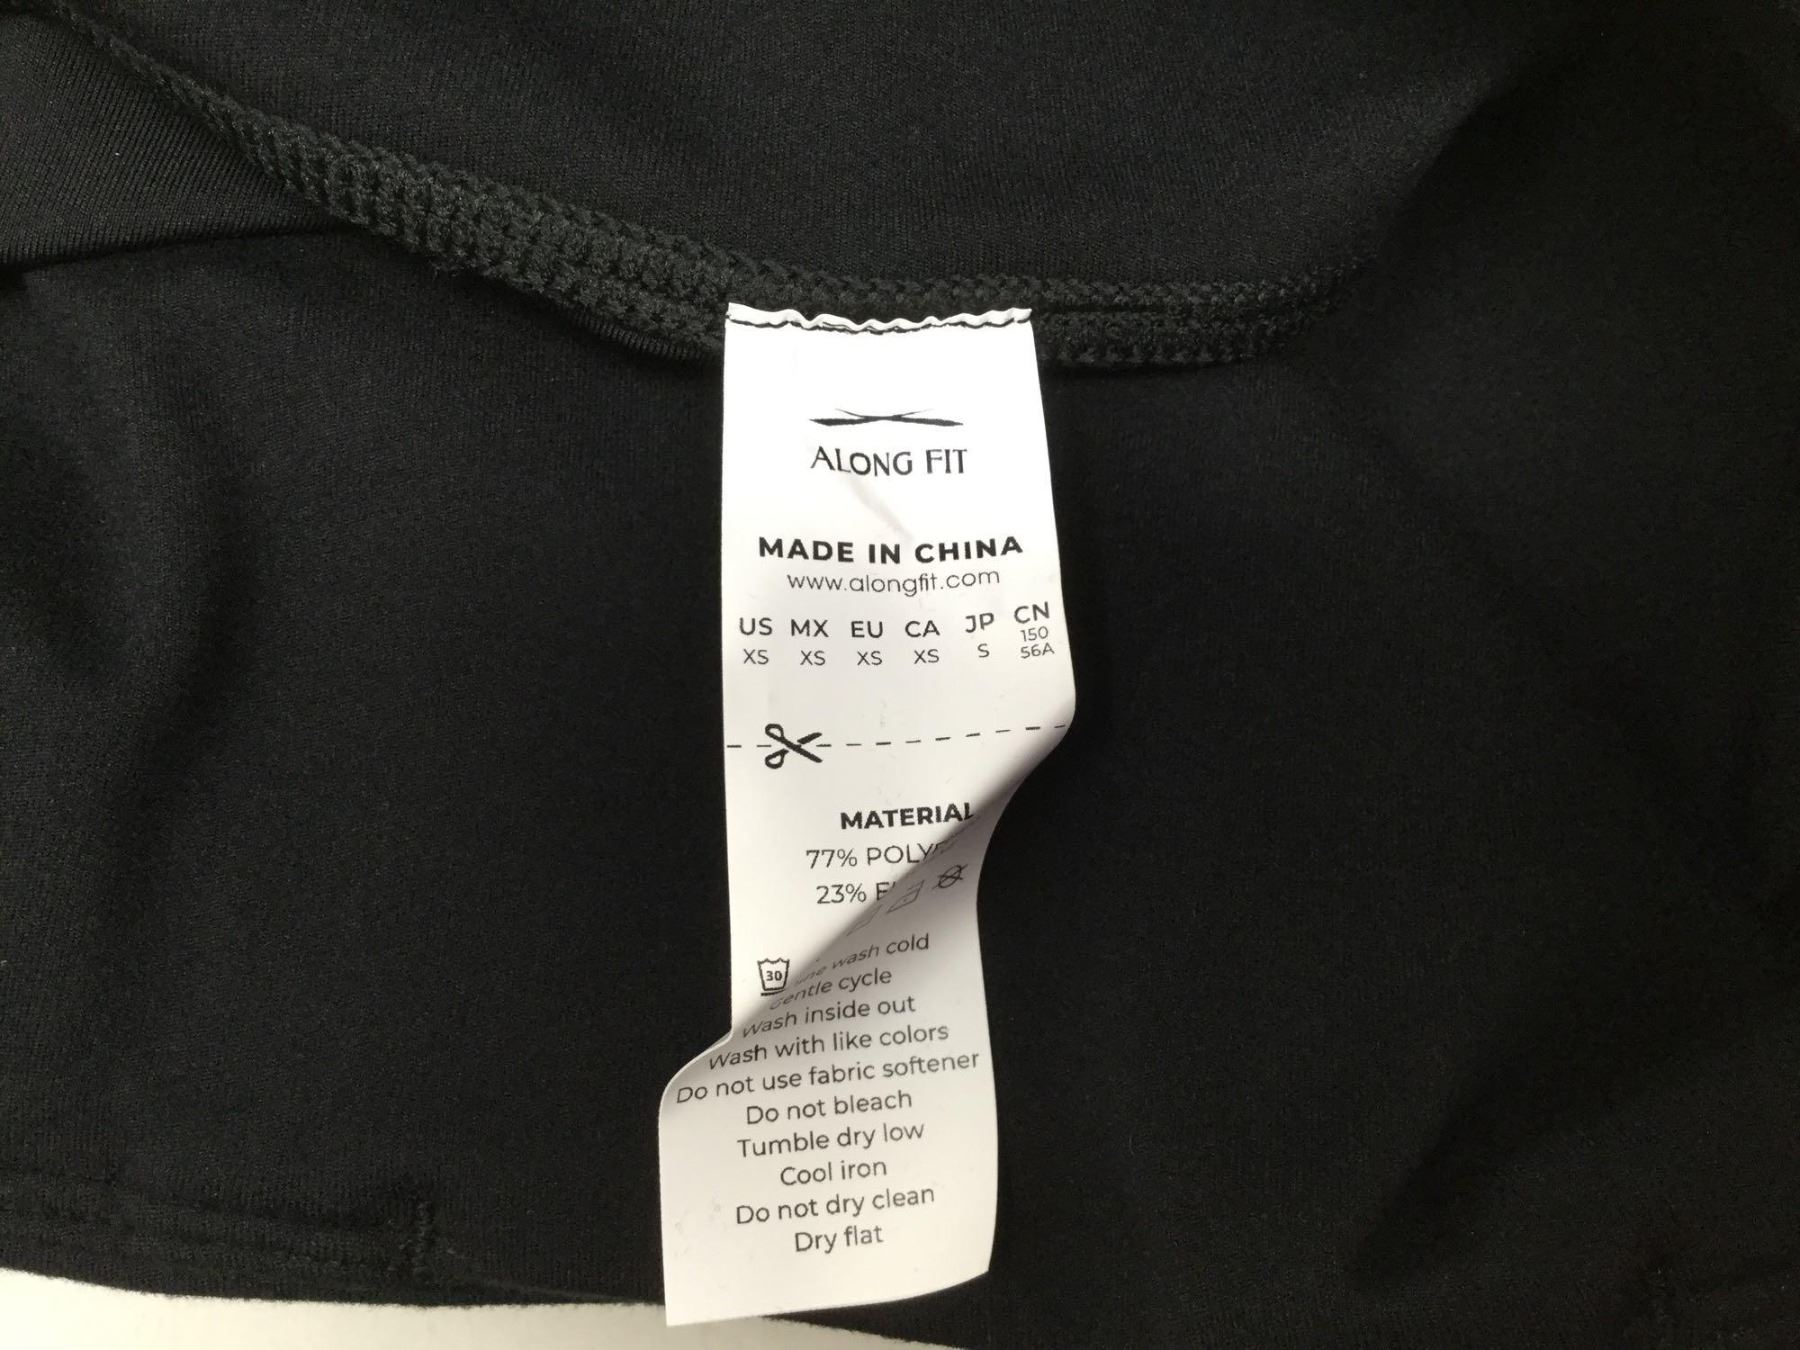 ALONG FIT
MADE IN CHINA
www.alongfit.com
US MX EU CA JP CN
XS XS XS XS S 150
56A
MATERIAL
77%
23%
30
wash cold
Gentle cycle
Wash inside out
Wash with like colors
Do not use fabric softener
Do not bleach
Tumble dry low
Cool iron
Do not dry clean
Dry flat